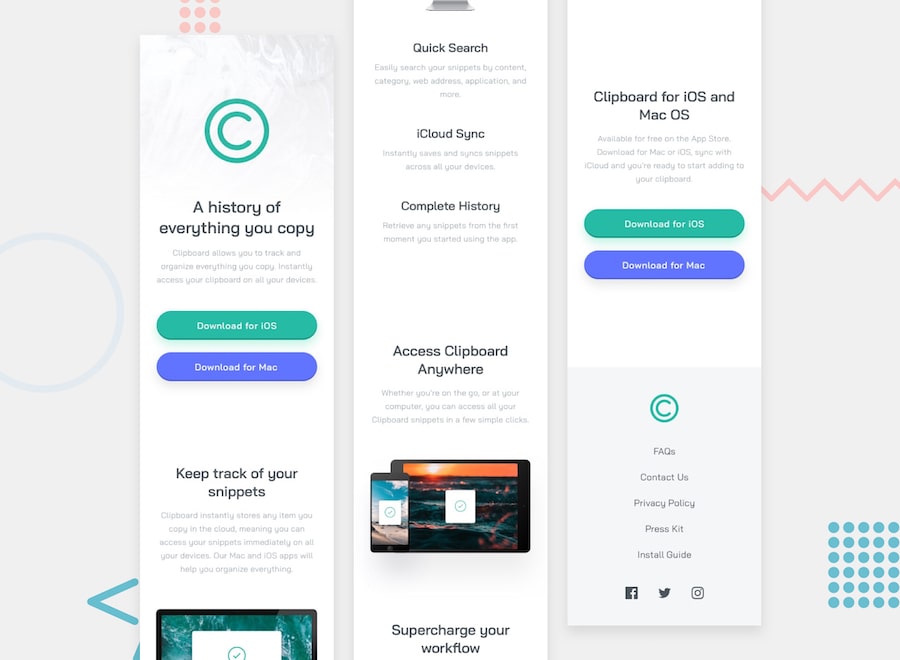 A history of
everything you copy
Clipboard allows you to track and
organize everything you copy. Instantly
access your clipboard on all your devices.
Download for iOS
Download for Mac
Keep track of your
snippets
Clipboard instantly stores any item you
copy in the cloud, meaning you can
access your snippets immediately on all
your devices. Our Mac and iOS apps will
help you organize everything.
Quick Search
Easily search your snippets by content,
category, web address, application, and
more.
iCloud Sync
Instantly saves and syncs snippets
across all your devices.
Complete History
Retrieve any snippets from the first
moment you started using the app.
Access Clipboard
Anywhere
Whether you're on the go, or at your
computer, you can access all your
Clipboard snippets in a few simple clicks.
Supercharge your
workflow
Clipboard for iOS and
Mac OS
Available for free on the App Store.
Download for Mac or iOS, sync with
iCloud and you're ready to start adding to
your clipboard.
Download for iOS
Download for Mac
FAQs
Contact Us
Privacy Policy
Press Kit
Install Guide